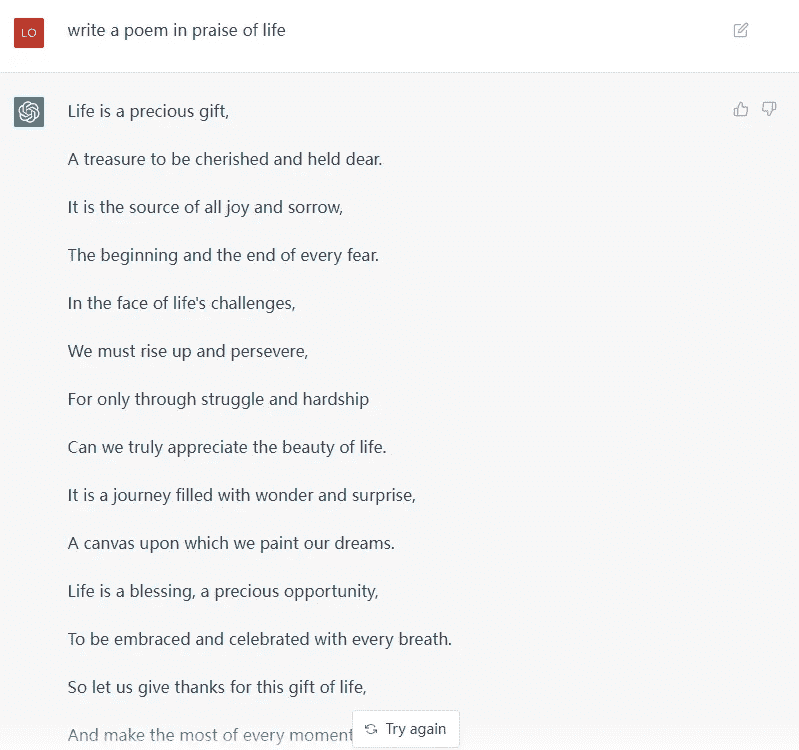 LO
write a poem in praise of life
Life is a precious gift,
A treasure to be cherished and held dear.
It is the source of all joy and sorrow,
The beginning and the end of every fear.
In the face of life's challenges,
We must rise up and persevere,
For only through struggle and hardship
Can we truly appreciate the beauty of life.
It is a journey filled with wonder and surprise,
A canvas upon which we paint our dreams.
Life is a blessing, a precious opportunity,
To be embraced and celebrated with every breath.
So let us give thanks for this gift of life,
And make the most of every moment
Try again